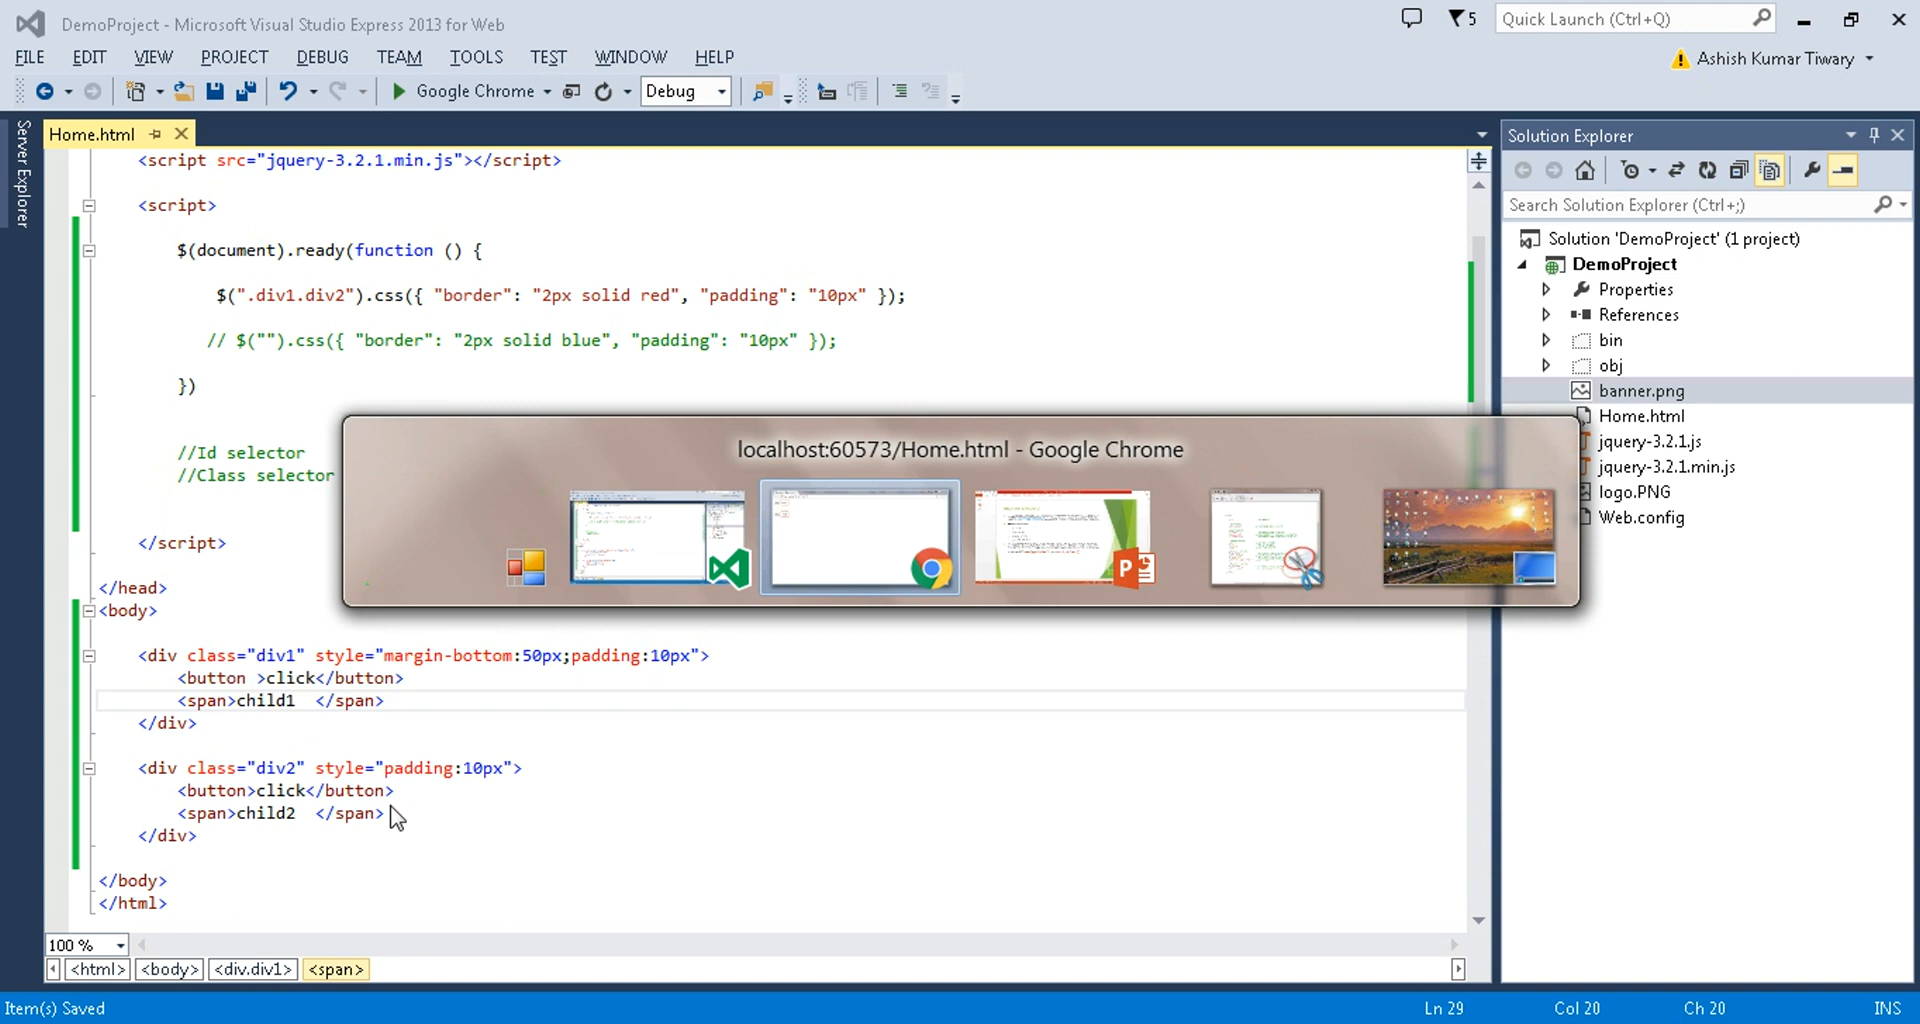 DemoProject - Microsoft Visual Studio Express 2013 for Web
5
Quick Launch (Ctrl+Q)
FILE EDIT VIEW PROJECT DEBUG TEAM TOOLS TEST WINDOW HELP
Ashish Kumar Tiwary
Google Chrome
Debug
Server Explorer
Home.html
<script src="jquery-3.2.1.min.js"></script>
<script>
$(document).ready(function () {
$(".div1.div2").css({ "border": "2px solid red", "padding": "10px" });
// $("").css({ "border": "2px solid blue", "padding": "10px" });
})
//Id selector
//Class selector
</script>
</head>
<body>
<div class="div1" style="margin-bottom:50px;padding:10px">
<button >click</button>
<span>child1  </span>
</div>
<div class="div2" style="padding:10px">
<button>click</button>
<span>child2  </span>
</div>
</body>
</html>
localhost:60573/Home.html - Google Chrome
100 %
<html> <body> <div.div1> <span>
Solution Explorer
Search Solution Explorer (Ctrl+;)
Solution 'DemoProject' (1 project)
DemoProject
Properties
References
bin
obj
banner.png
Home.html
jquery-3.2.1.js
jquery-3.2.1.min.js
logo.PNG
Web.config
Item(s) Saved
Ln 29 Col 20 Ch 20 INS